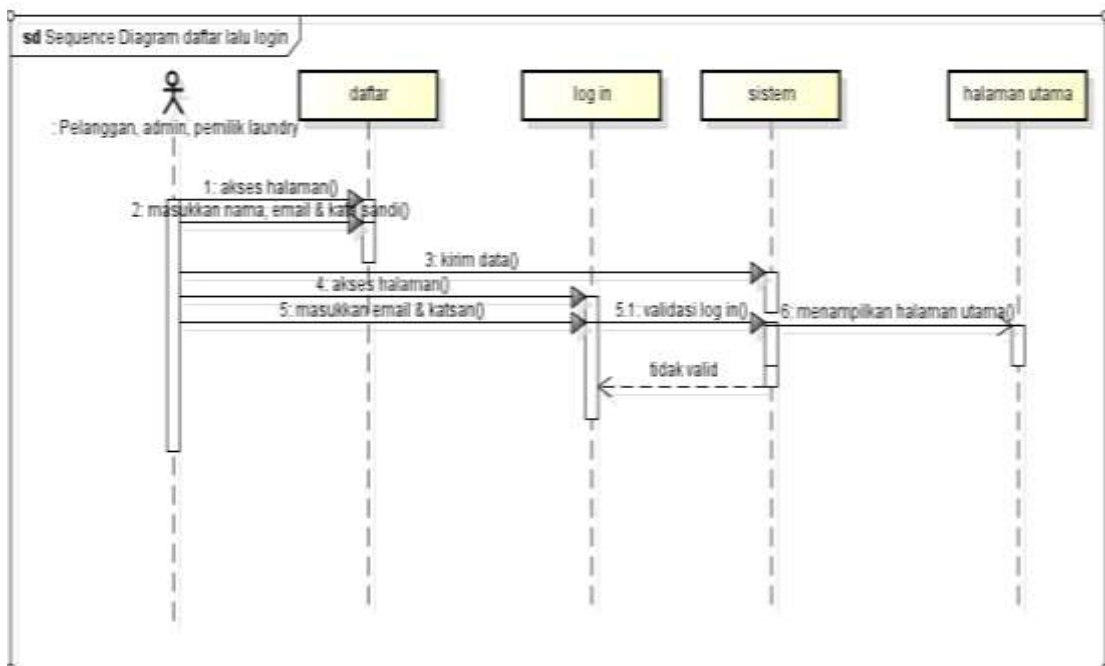 sd Sequence Diagram daftar lalu login
daftar
log in
sistem
halaman utama
: Pelanggan, admin, pemilik laundry
1: akses halaman()
2: masukkan nama, email & kata sandi()
3: kirim data()
4: akses halaman()
5: masukkan email & katsan()
5.1: validasi log in()
6: menampilkan halaman utama()
tidak valid